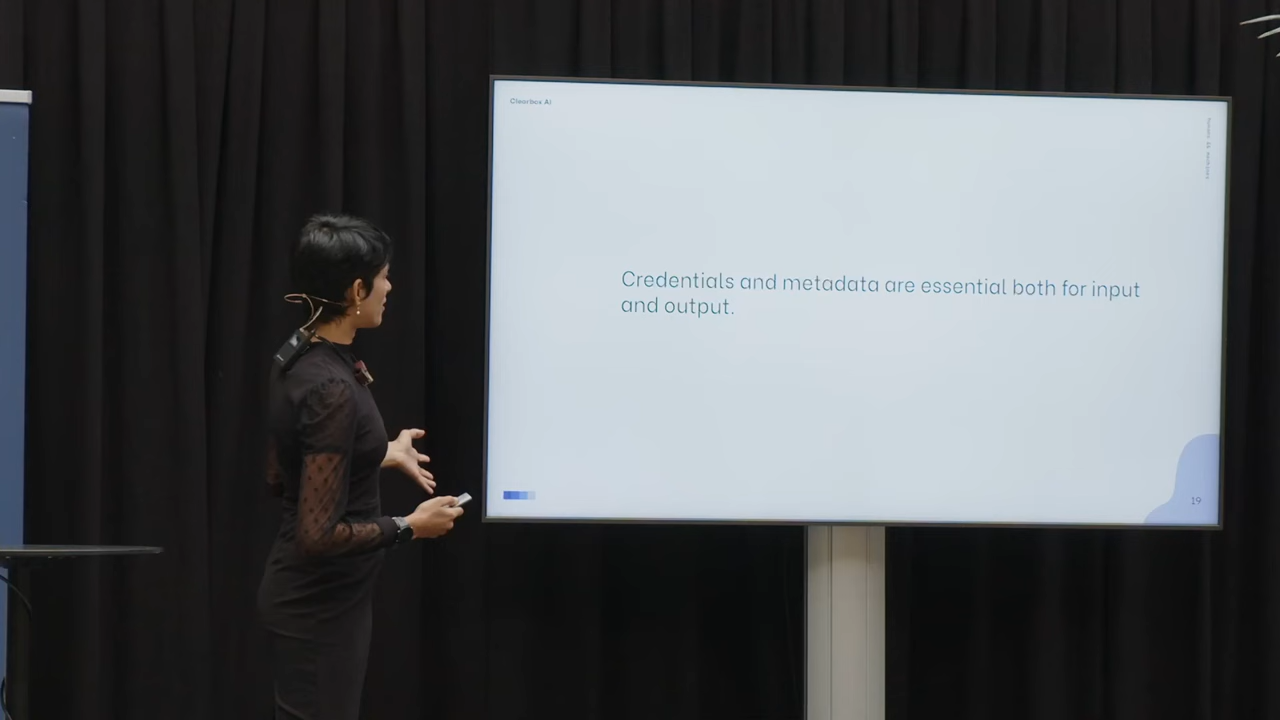 Clearbox AI
Credentials and metadata are essential both for input
and output.
19